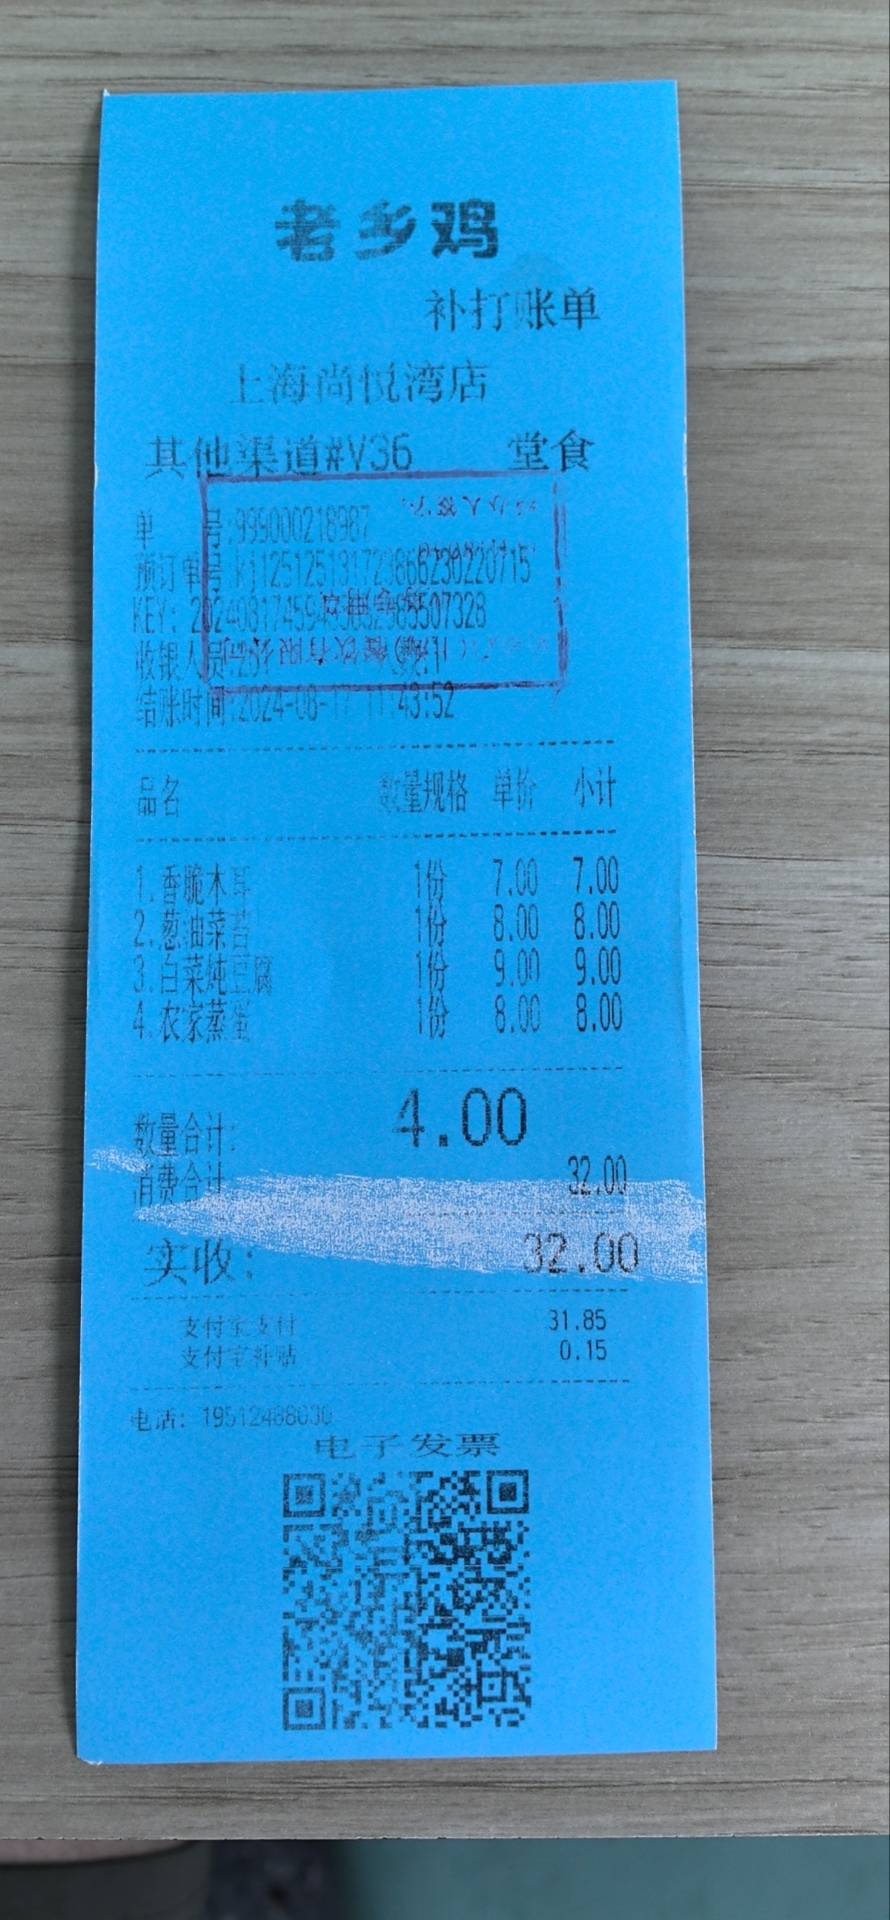 老乡鸡
补打账单
上海尚悦湾店
其他渠道#V36 堂食
单 号:999000218987
预订单号:kj125125131723866230220715
KEY: 
收银人员:
结账时间:2024-08-17 11:43:52
品名 数量规格 单价 小计
1.香脆木耳 1份 7.00 7.00
2.葱油菜苔 1份 8.00 8.00
3.白菜炖豆腐 1份 9.00 9.00
4.农家蒸蛋 1份 8.00 8.00
数量合计: 4.00
消费合计 32.00
实收: 32.00
支付宝支付 31.85
支付宝补贴 0.15
电话: 19512488030
电子发票